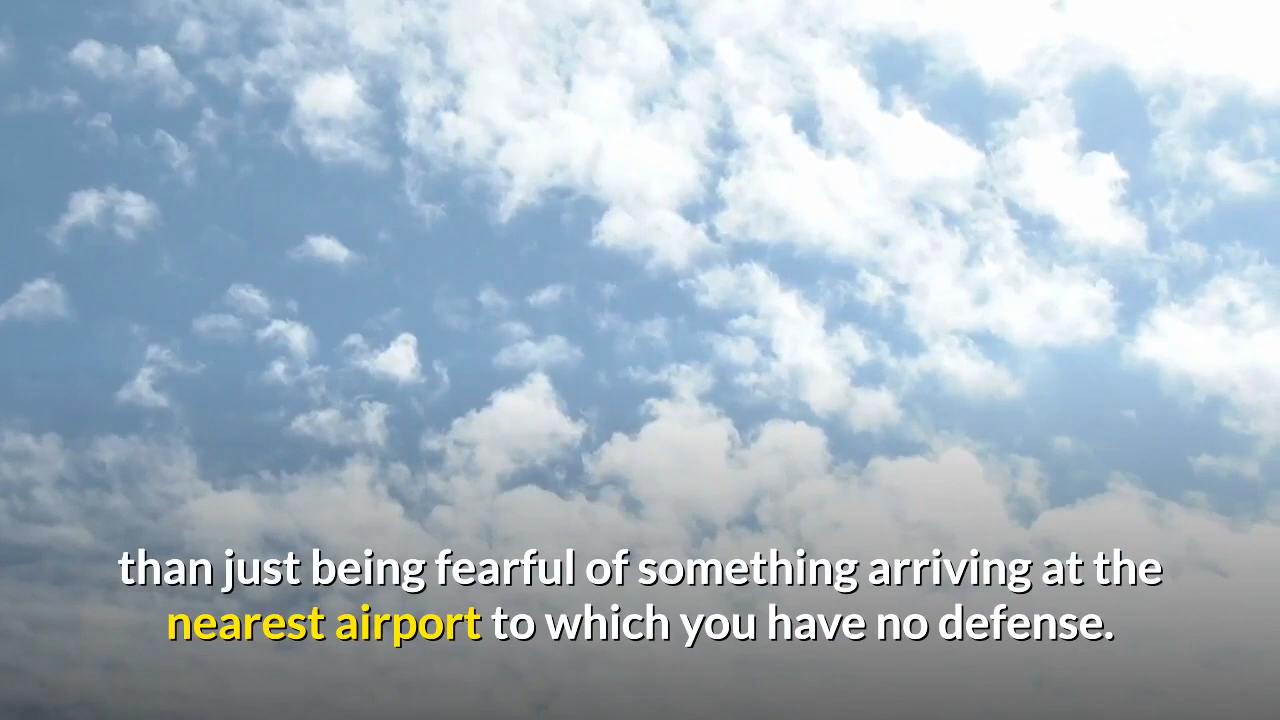 than just being fearful of something arriving at the
nearest airport to which you have no defense.